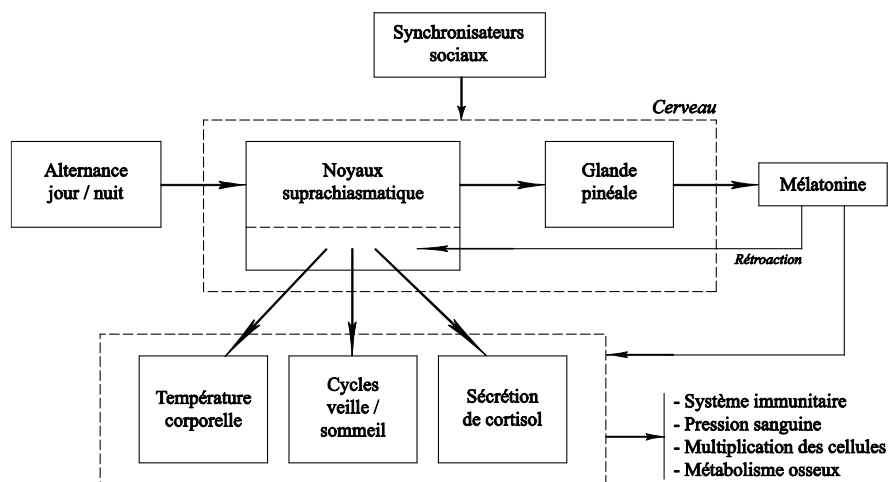 Synchronisateurs
sociaux
Cerveau
Alternance
jour / nuit
Noyaux
suprachiasmatique
Glande
pinéale
Mélatonine
Rétroaction
Température
corporelle
Cycles
veille /
sommeil
Sécrétion
de cortisol
- Système immunitaire
- Pression sanguine
- Multiplication des cellules
- Métabolisme osseux